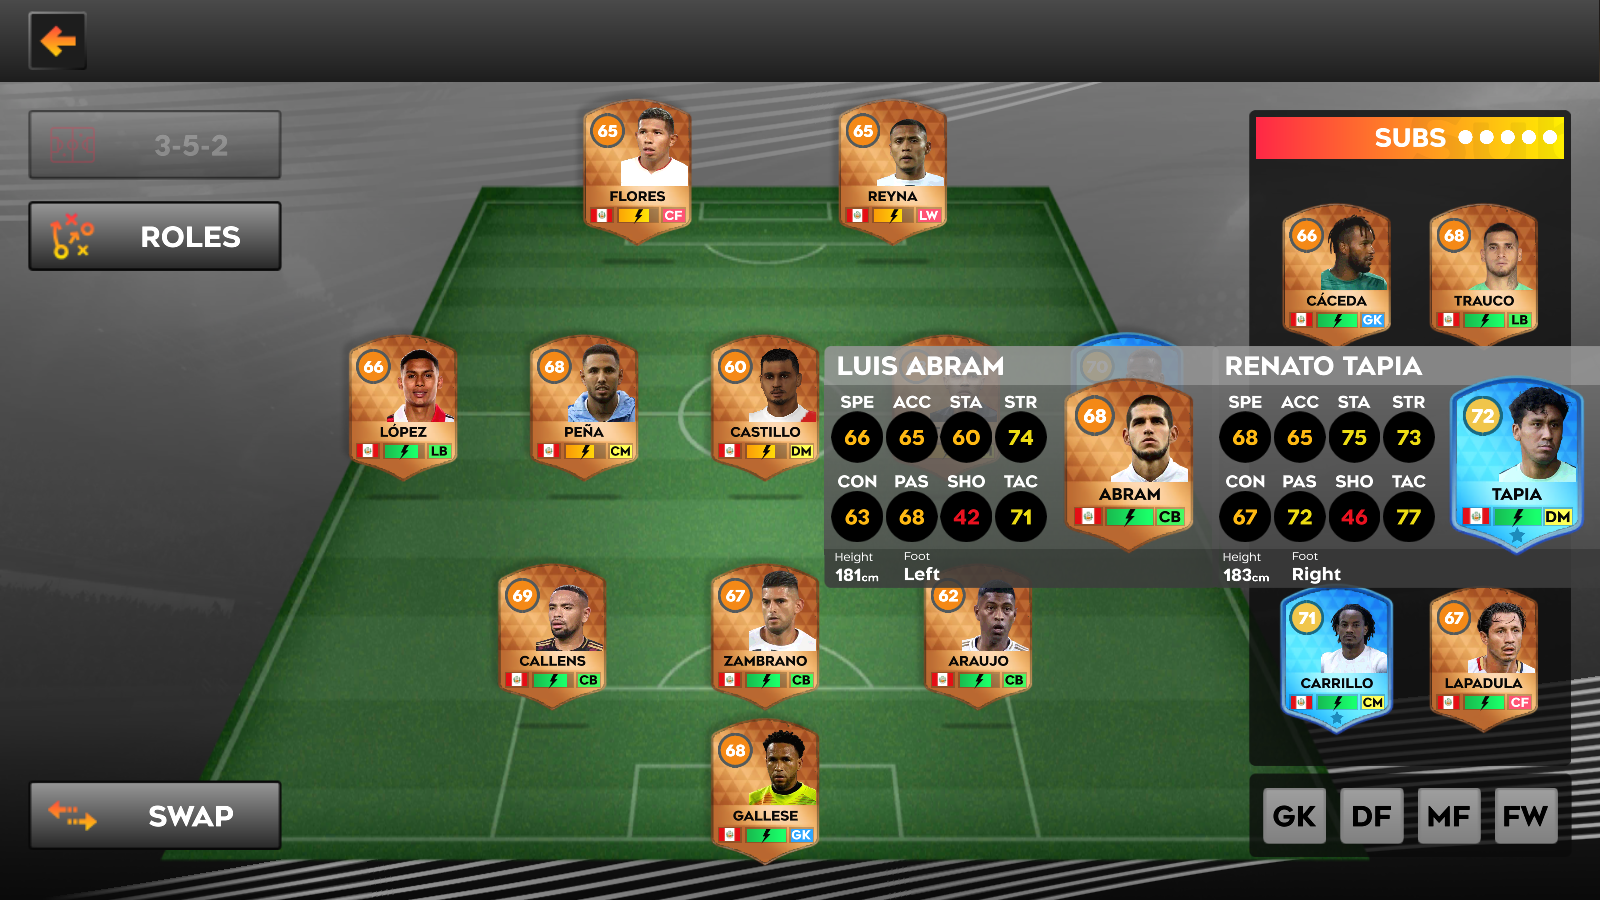 3-5-2
ROLES
65
FLORES
CF
65
REYNA
LW
SUBS
66
CÁCEDA
GK
68
TRAUCO
LB
66
LÓPEZ
LB
68
PEÑA
CM
60
CASTILLO
DM
70
LUIS ABRAM
SPE ACC STA STR
66 65 60 74
CON PAS SHO TAC
63 68 42 71
Height Foot
181cm Left
68
ABRAM
CB
RENATO TAPIA
SPE ACC STA STR
68 65 75 73
CON PAS SHO TAC
67 72 46 77
Height Foot
183cm Right
72
TAPIA
DM
69
CALLENS
CB
67
ZAMBRANO
CB
62
ARAUJO
CB
71
CARRILLO
CM
67
LAPADULA
CF
68
GALLESE
GK
SWAP
GK DF MF FW